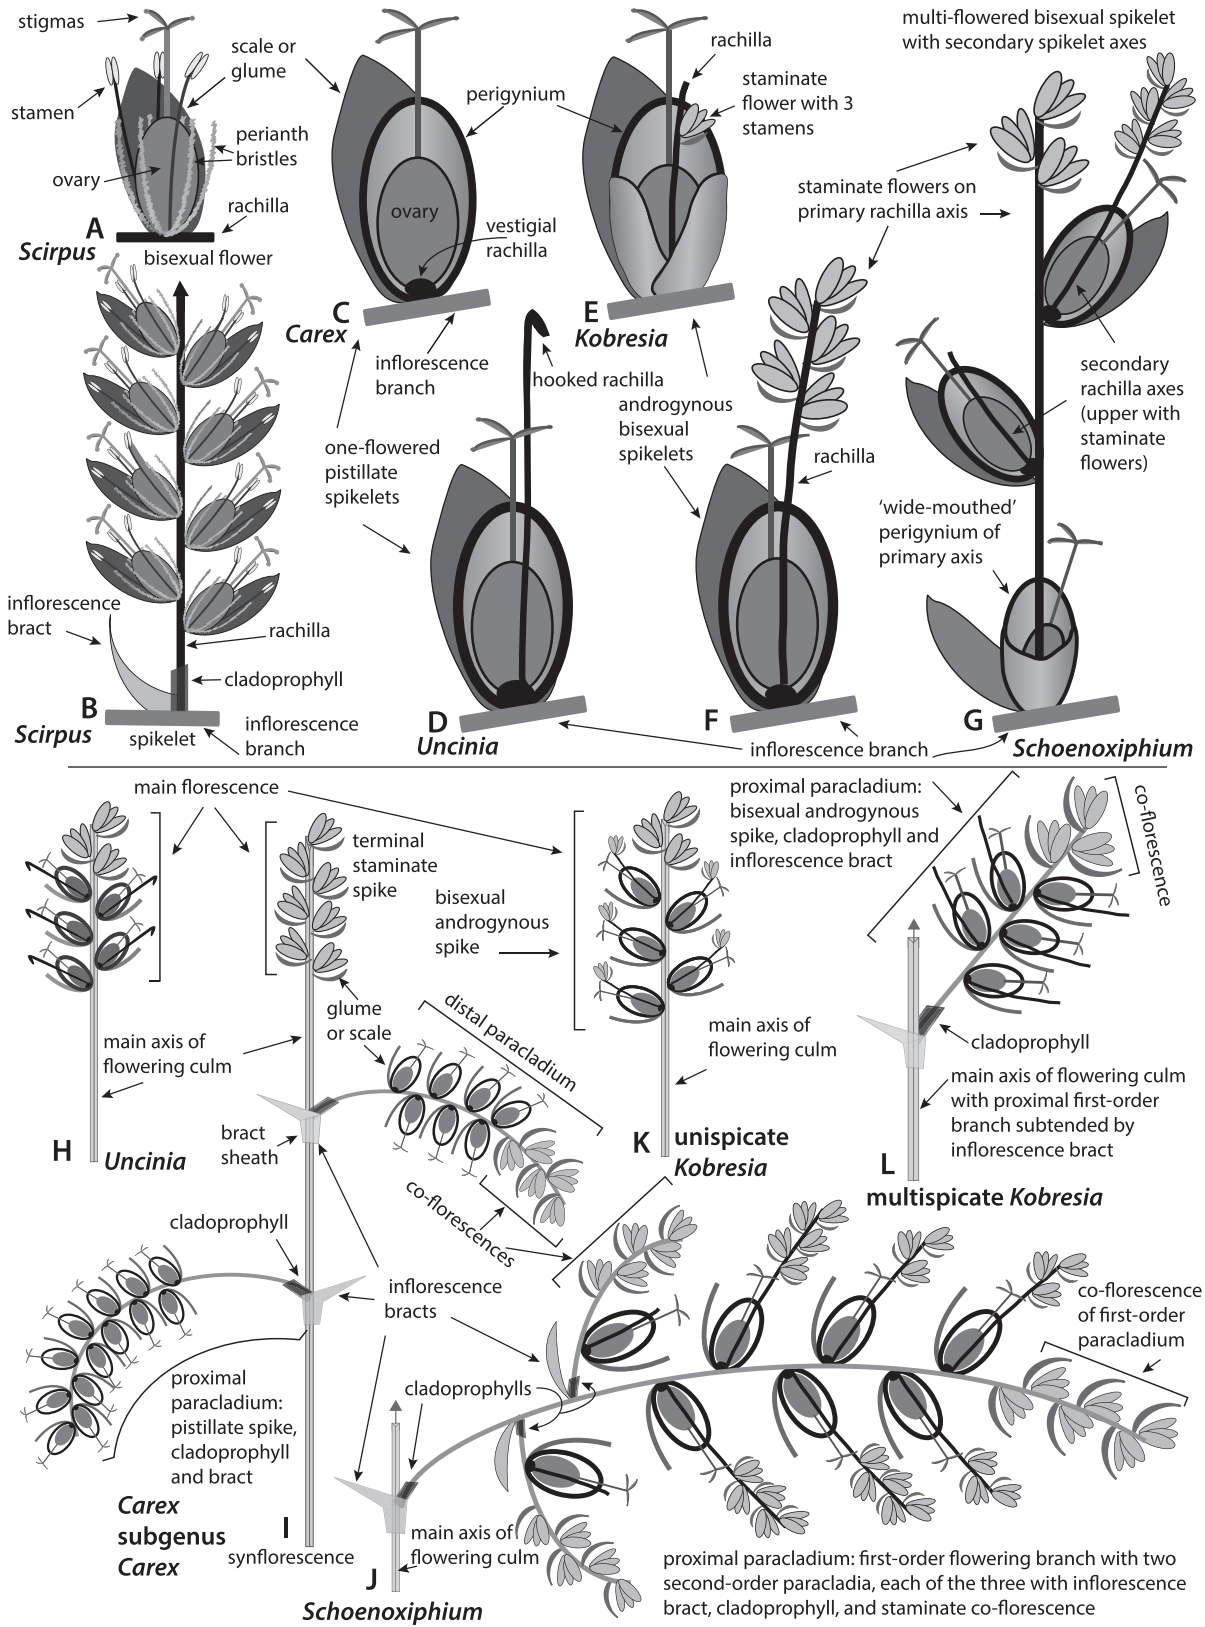 stigmas
scale or
glume
stamen
perianth
bristles
ovary
rachilla
A
Scirpus
bisexual flower
perigynium
ovary
vestigial
rachilla
C
Carex
inflorescence
branch
rachilla
staminate
flower with 3
stamens
E
Kobresia
multi-flowered bisexual spikelet
with secondary spikelet axes
staminate flowers on
primary rachilla axis
secondary
rachilla axes
(upper with
staminate
flowers)
‘wide-mouthed’
perigynium of
primary axis
G
Schoenoxiphium
inflorescence
bract
rachilla
cladoprophyll
B
Scirpus
spikelet
inflorescence
branch
one-flowered
pistillate
spikelets
hooked rachilla
D
Uncinia
androgynous
bisexual
spikelets
rachilla
F
inflorescence branch
main florescence
H
Uncinia
main axis of
flowering culm
terminal
staminate
spike
glume
or scale
distal paracladium
bract
sheath
co-florescences
cladoprophyll
inflorescence
bracts
proximal
paracladium:
pistillate spike,
cladoprophyll
and bract
Carex
subgenus
Carex
I
synflorescence
bisexual
androgynous
spike
main axis of
flowering culm
K
unispicate
Kobresia
proximal paracladium:
bisexual androgynous
spike, cladoprophyll and
inflorescence bract
co-florescence
cladoprophyll
main axis of flowering culm
with proximal first-order
branch subtended by
inflorescence bract
L
multispicate Kobresia
cladoprophylls
co-florescence
of first-order
paracladium
main axis of
flowering culm
J
Schoenoxiphium
proximal paracladium: first-order flowering branch with two
second-order paracladia, each of the three with inflorescence
bract, cladoprophyll, and staminate co-florescence